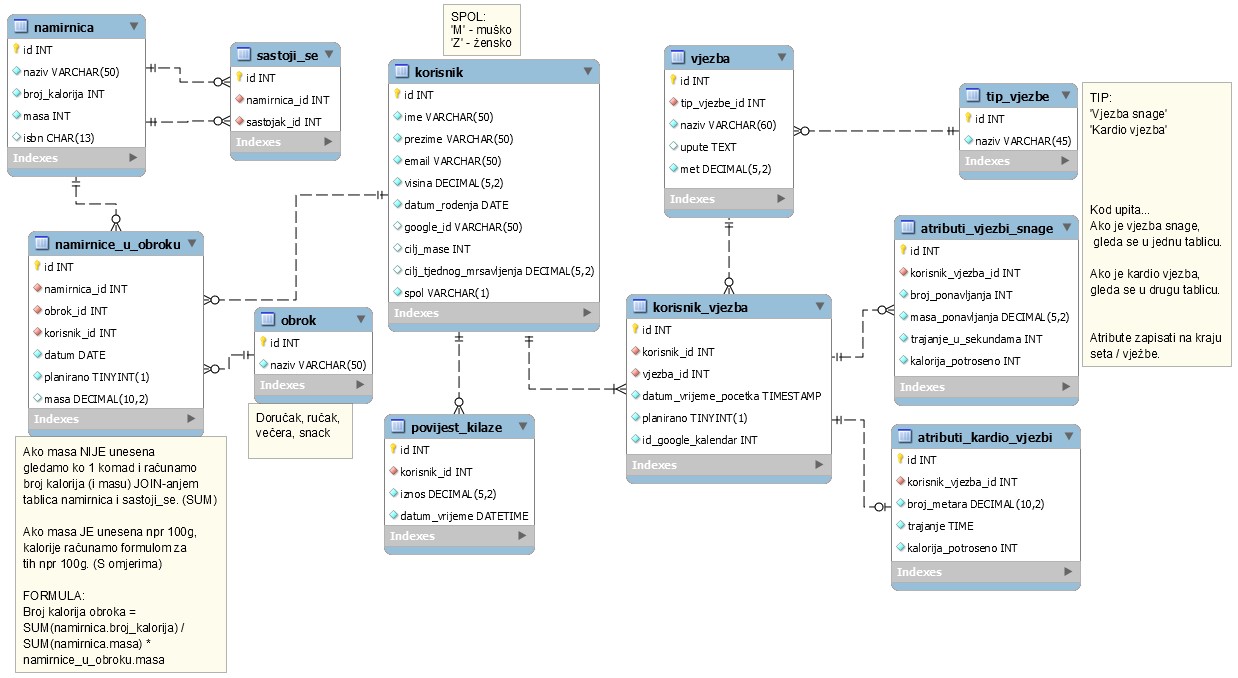 namirnica
id INT
naziv VARCHAR(50)
broj_kalorija INT
masa INT
isbn CHAR(13)
Indexes
sastoji_se
id INT
namirnica_id INT
sastojak_id INT
Indexes
SPOL:
'M' - muško
'Z' - žensko
korisnik
id INT
ime VARCHAR(50)
prezime VARCHAR(50)
email VARCHAR(50)
visina DECIMAL(5,2)
datum_rodenja DATE
google_id VARCHAR(50)
cilj_mase INT
cilj_tjednog_mrsavljenja DECIMAL(5,2)
spol VARCHAR(1)
Indexes
vjezba
id INT
tip_vjezbe_id INT
naziv VARCHAR(60)
upute TEXT
met DECIMAL(5,2)
Indexes
tip_vjezbe
id INT
naziv VARCHAR(45)
Indexes
TIP:
'Vjezba snage'
'Kardio vjezba'
Kod upita...
Ako je vjezba snage,
gleda se u jednu tablicu.
Ako je kardio vjezba,
gleda se u drugu tablicu.
Atribute zapisati na kraju
seta / vježbe.
namirnice_u_obroku
id INT
namirnica_id INT
obrok_id INT
korisnik_id INT
datum DATE
planirano TINYINT(1)
masa DECIMAL(10,2)
Indexes
obrok
id INT
naziv VARCHAR(50)
Indexes
Doručak, ručak,
večera, snack
korisnik_vjezba
id INT
korisnik_id INT
vjezba_id INT
datum_vrijeme_pocetka TIMESTAMP
planirano TINYINT(1)
id_google_kalendar INT
Indexes
atributi_vjezbi_snage
id INT
korisnik_vjezba_id INT
broj_ponavljanja INT
masa_ponavljanja DECIMAL(5,2)
trajanje_u_sekundama INT
kalorija_potroseno INT
Indexes
povijest_kilaze
id INT
korisnik_id INT
iznos DECIMAL(5,2)
datum_vrijeme DATETIME
Indexes
atributi_kardio_vjezbi
id INT
korisnik_vjezba_id INT
broj_metara DECIMAL(10,2)
trajanje TIME
kalorija_potroseno INT
Indexes
Ako masa NIJE unesena
gledamo ko 1 komad i računamo
broj kalorija (i masu) JOIN-anjem
tablica namirnica i sastoji_se. (SUM)
Ako masa JE unesena npr 100g,
kalorije računamo formulom za
tih npr 100g. (S omjerima)
FORMULA:
Broj kalorija obroka =
SUM(namirnica.broj_kalorija) /
SUM(namirnica.masa) *
namirnice_u_obroku.masa